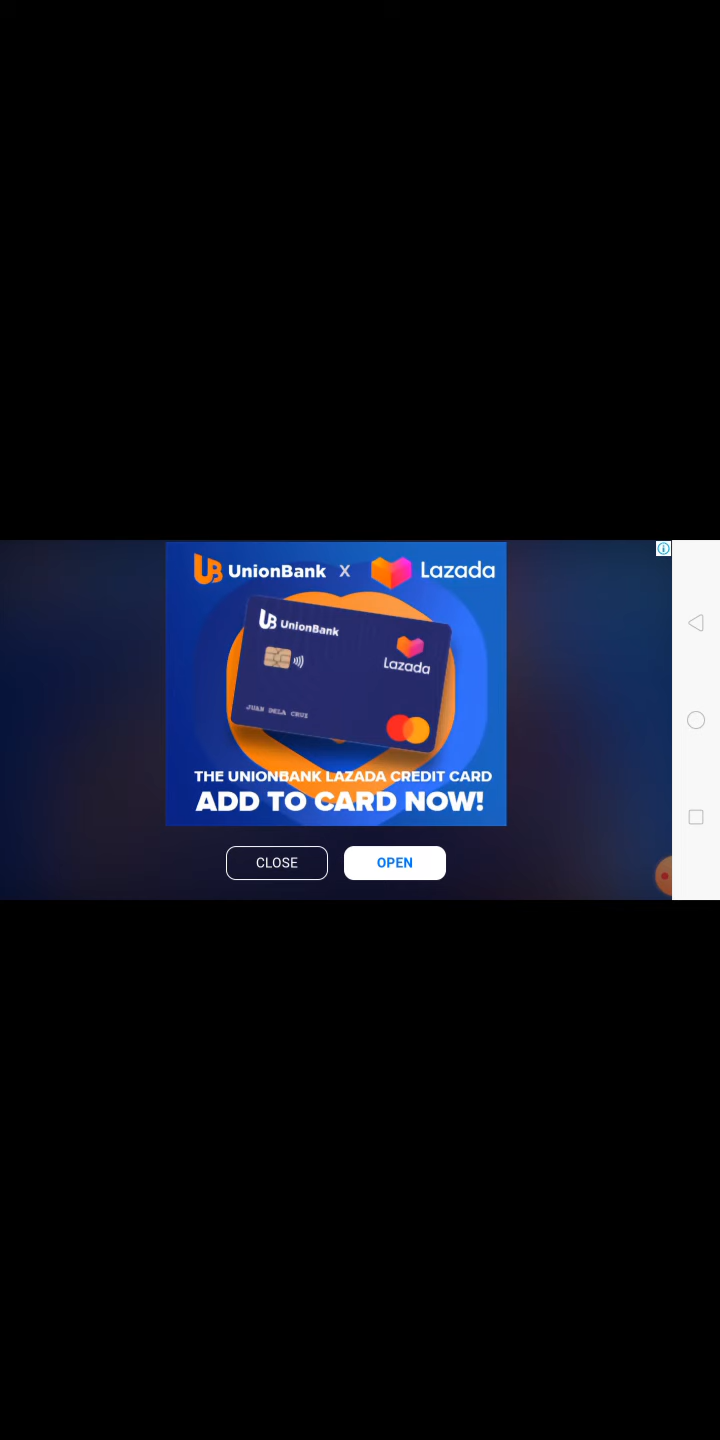 UnionBank X Lazada
UnionBank
Lazada
JUAN DELA CRUZ
THE UNIONBANK LAZADA CREDIT CARD
ADD TO CARD NOW!
CLOSE OPEN